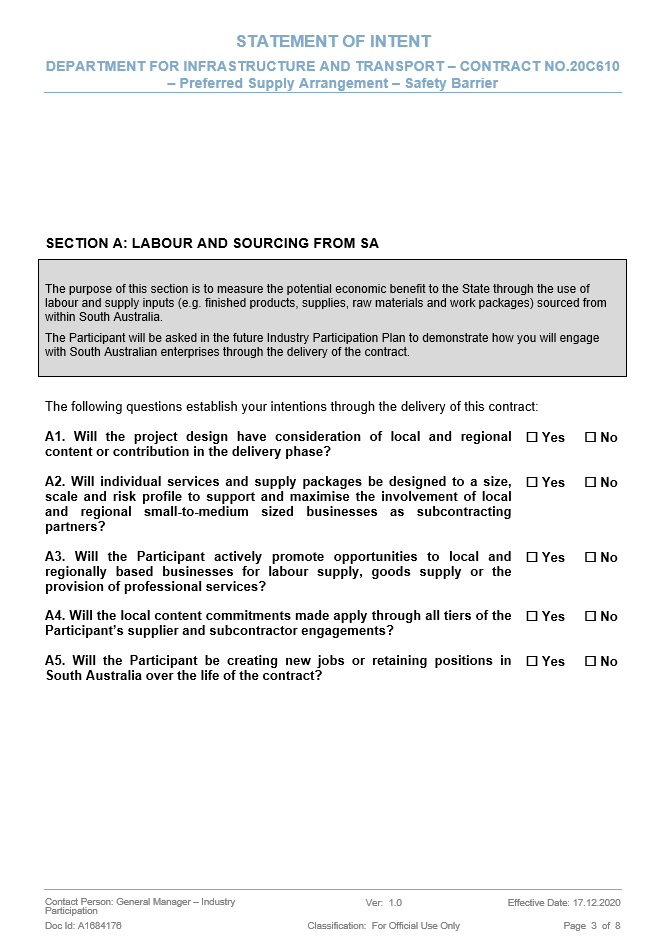 STATEMENT OF INTENT
DEPARTMENT FOR INFRASTRUCTURE AND TRANSPORT – CONTRACT NO.20C610
– Preferred Supply Arrangement – Safety Barrier
SECTION A: LABOUR AND SOURCING FROM SA
The purpose of this section is to measure the potential economic benefit to the State through the use of
labour and supply inputs (e.g. finished products, supplies, raw materials and work packages) sourced from
within South Australia.
The Participant will be asked in the future Industry Participation Plan to demonstrate how you will engage
with South Australian enterprises through the delivery of the contract.
The following questions establish your intentions through the delivery of this contract:
A1. Will the project design have consideration of local and regional ☐ Yes ☐ No
content or contribution in the delivery phase?
A2. Will individual services and supply packages be designed to a size, ☐ Yes ☐ No
scale and risk profile to support and maximise the involvement of local
and regional small-to-medium sized businesses as subcontracting
partners?
A3. Will the Participant actively promote opportunities to local and ☐ Yes ☐ No
regionally based businesses for labour supply, goods supply or the
provision of professional services?
A4. Will the local content commitments made apply through all tiers of the ☐ Yes ☐ No
Participant’s supplier and subcontractor engagements?
A5. Will the Participant be creating new jobs or retaining positions in ☐ Yes ☐ No
South Australia over the life of the contract?
Contact Person: General Manager – Industry Ver: 1.0 Effective Date: 17.12.2020
Participation
Doc Id: A1684176 Classification: For Official Use Only Page 3 of 8